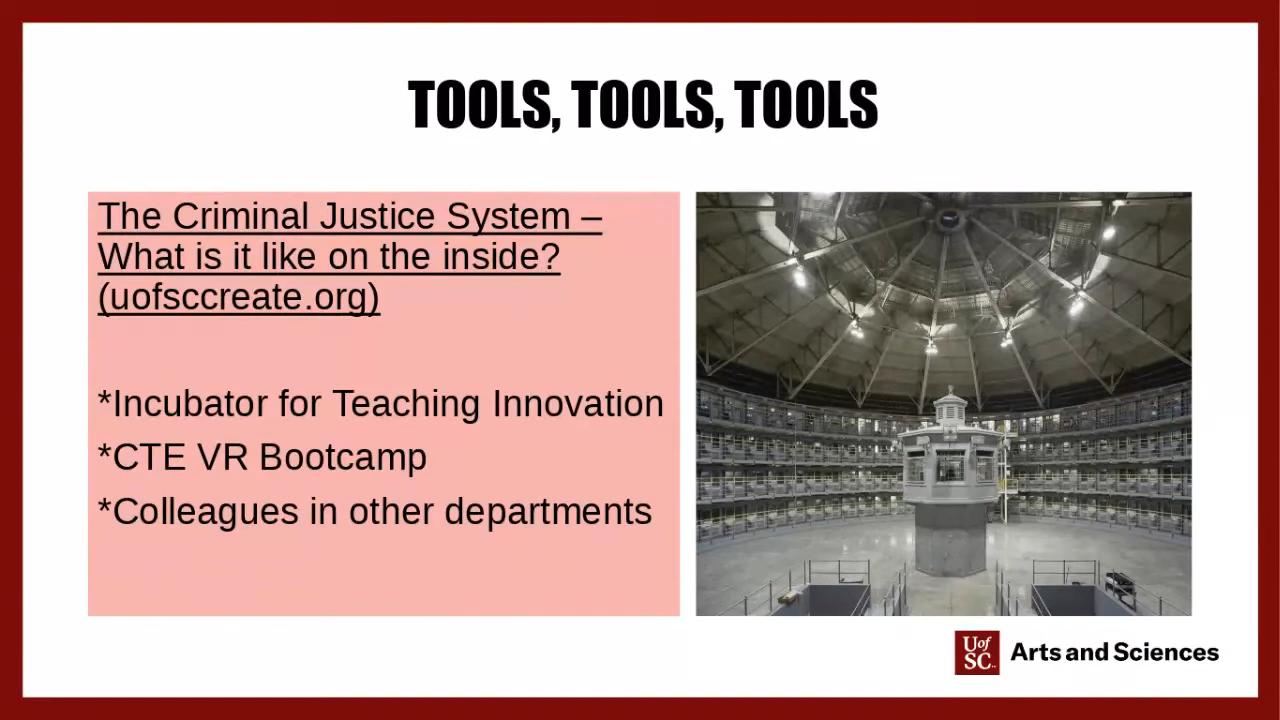 TOOLS, TOOLS, TOOLS
The Criminal Justice System –
What is it like on the inside?
(uofsccreate.org)
*Incubator for Teaching Innovation
*CTE VR Bootcamp
*Colleagues in other departments
UofSC
Arts and Sciences